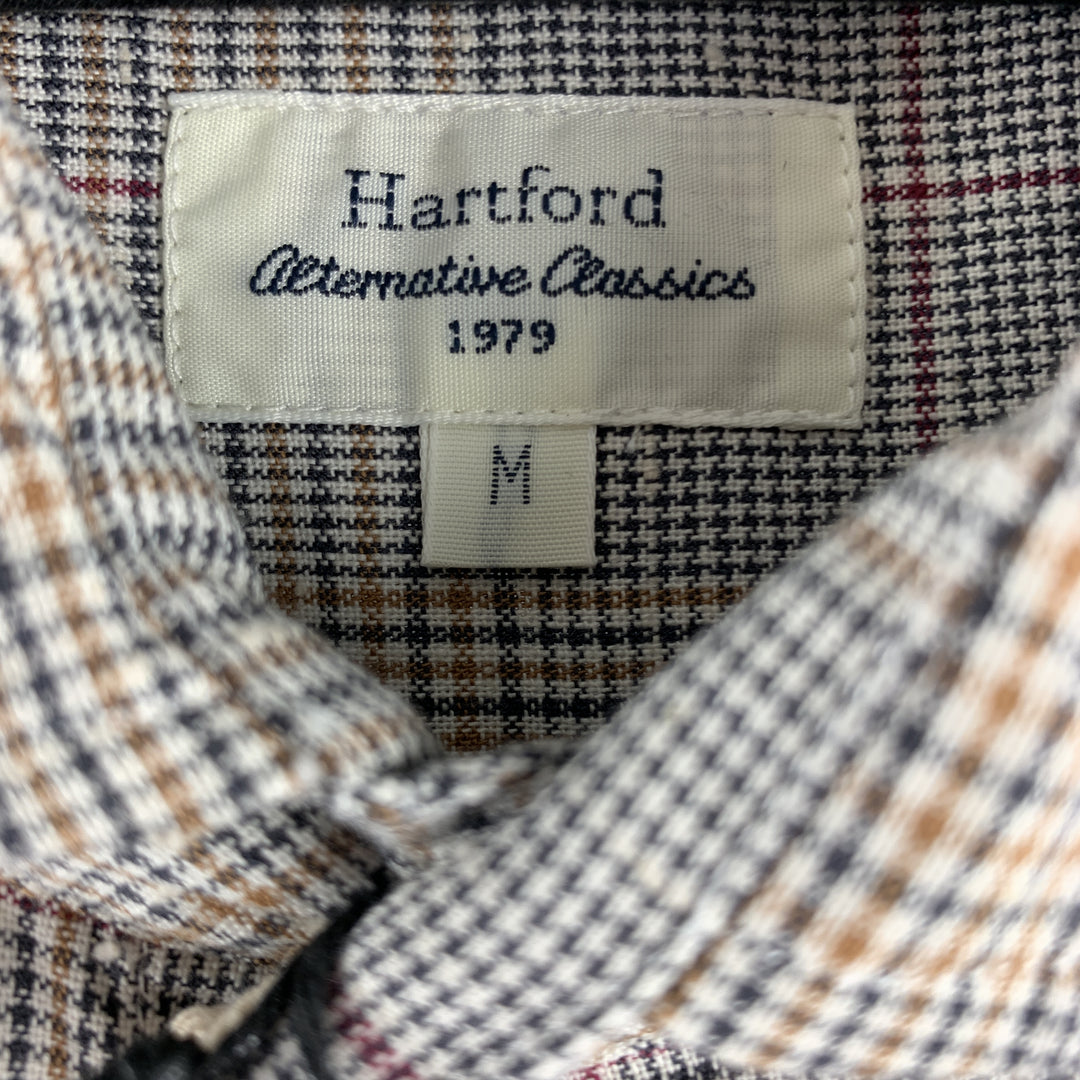 Hartford
Alternative Classics
1979
M